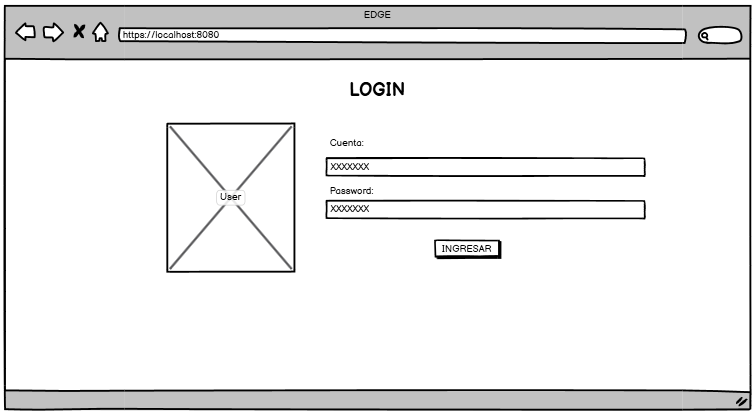 EDGE
https://localhost:8080
LOGIN
Cuenta:
XXXXXXX
User
Password:
XXXXXXX
INGRESAR